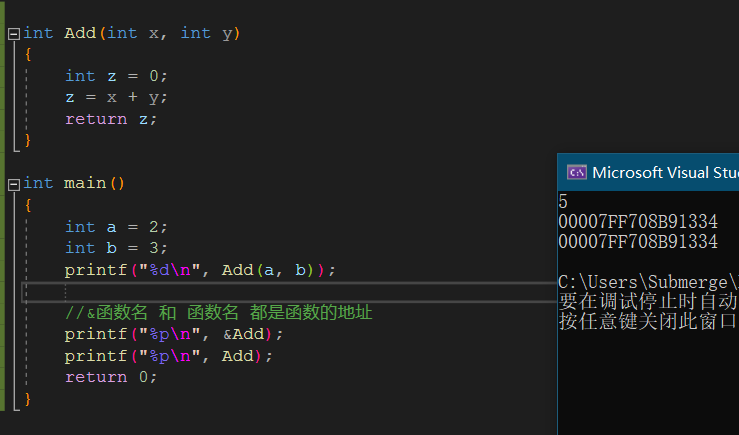 int Add(int x, int y)
{
int z = 0;
z = x + y;
return z;
}
int main()
{
int a = 2;
int b = 3;
printf("%d\n", Add(a, b));
//&函数名 和 函数名 都是函数的地址
printf("%p\n", &Add);
printf("%p\n", Add);
return 0;
}
Microsoft Visual Stu
5
00007FF708B91334
00007FF708B91334
C:\Users\Submerge\
要在调试停止时自动
按任意键关闭此窗口